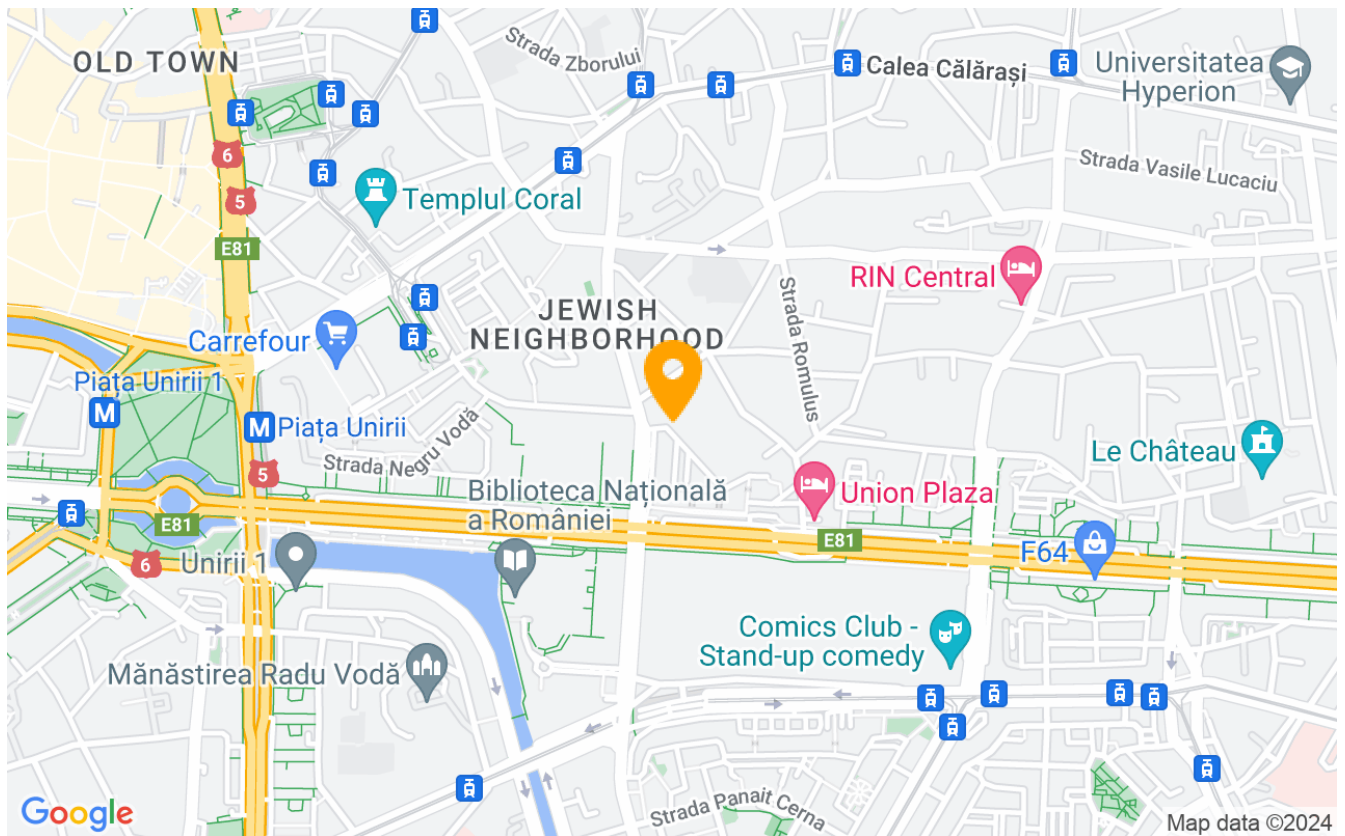 Strada Zborului
OLD TOWN
Calea Călărași
Universitatea
Hyperion
6
Strada Vasile Lucaciu
5
Templul Coral
E81
RIN Central
JEWISH
NEIGHBORHOOD
Strada Romulus
Carrefour
Piața Unirii 1
M
M
Piața Unirii
Strada Negru Vodă
5
Le Château
Biblioteca Națională
a României
Union Plaza
E81
E81
6
Unirii 1
F64
Comics Club -
Stand-up comedy
Mănăstirea Radu Vodă
Strada Panait Cerna
Google
Map data ©2024